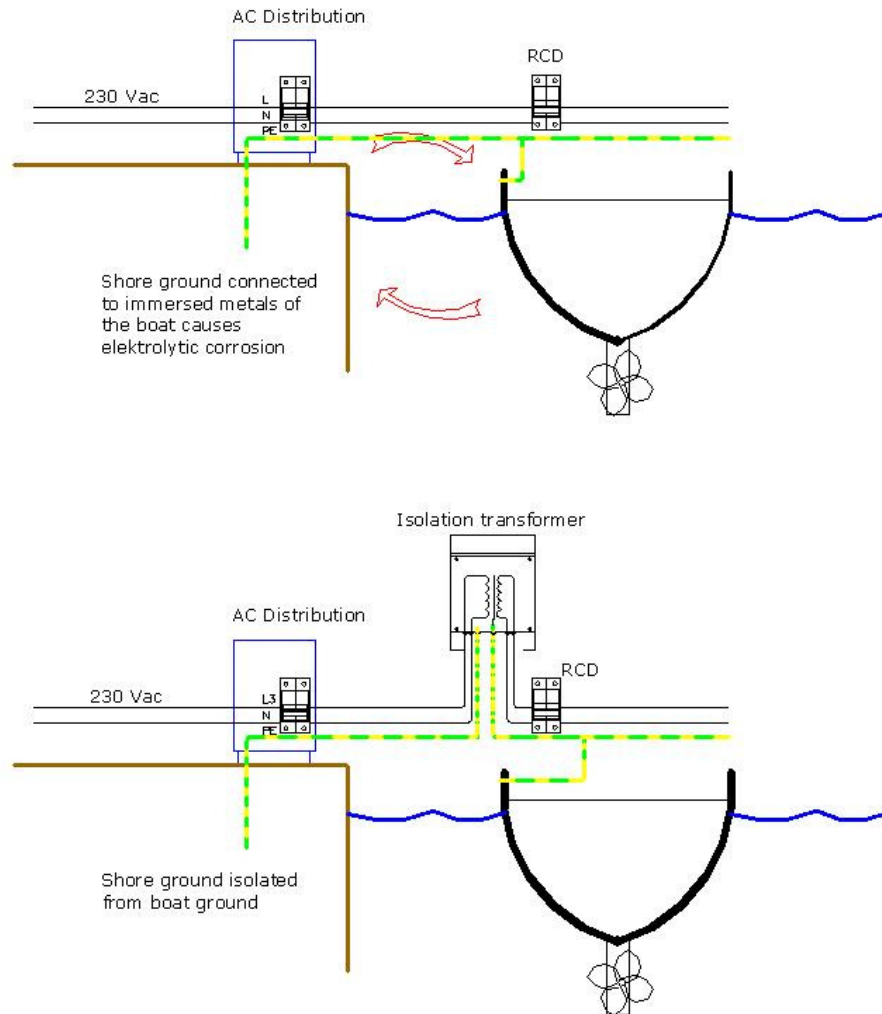 AC Distribution
RCD
230 Vac
L
N
PE
Shore ground connected
to immersed metals of
the boat causes
elektrolytic corrosion
Isolation transformer
AC Distribution
RCD
230 Vac
L3
N
PE
Shore ground isolated
from boat ground